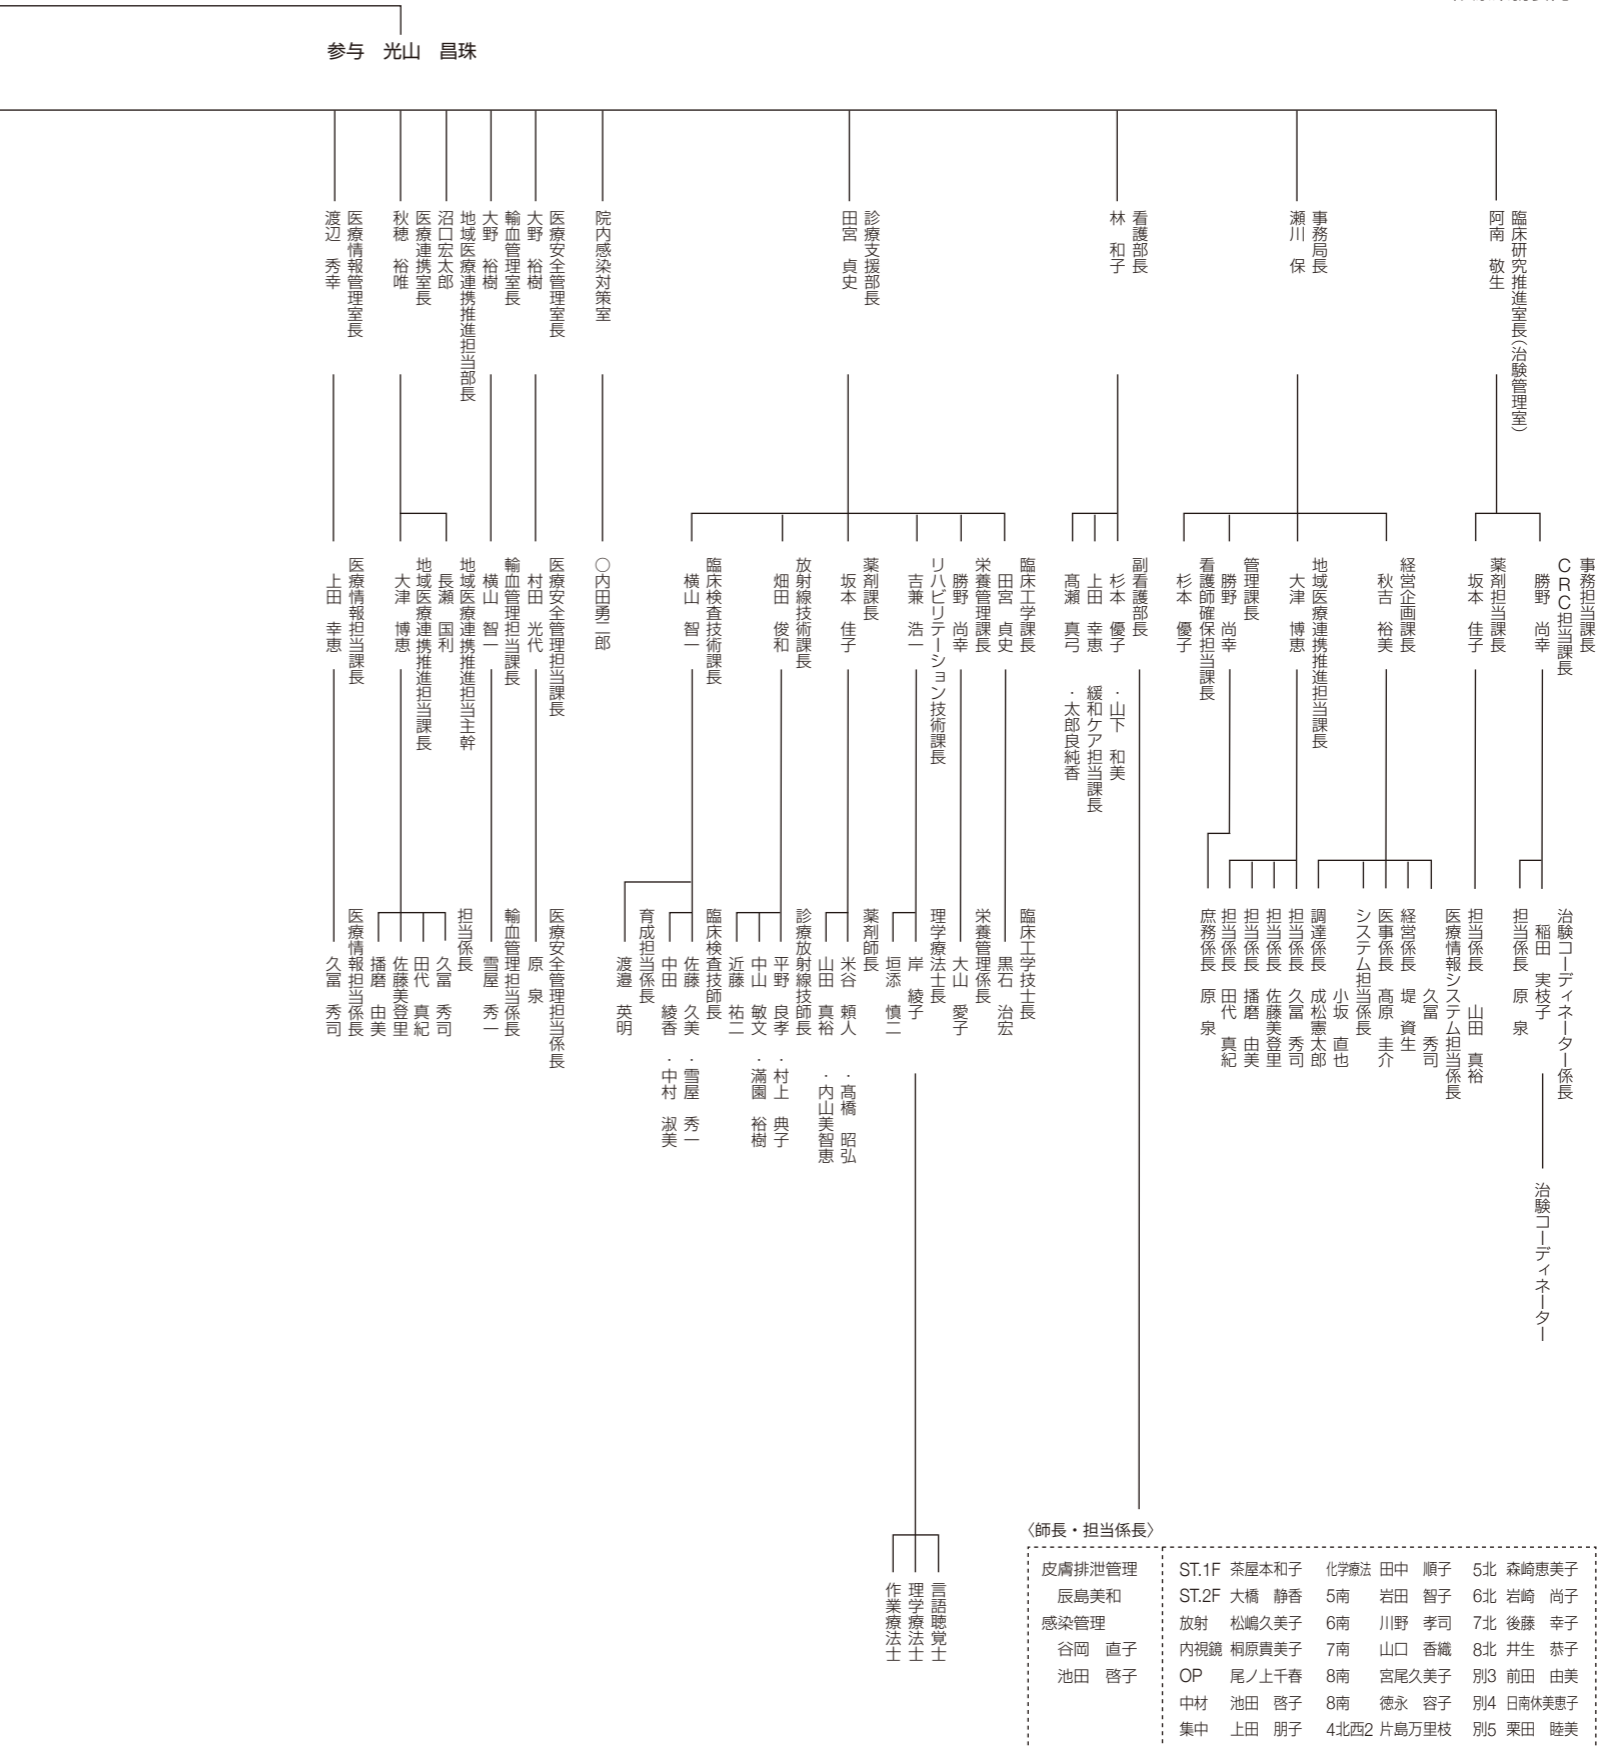 参与　光山　昌珠
臨床研究推進室長（治験管理室）
阿南　敬生
事務局長
瀬川　保
看護部長
林　和子
診療支援部長
田宮　貞史
院内感染対策室
医療安全管理室長
大野　裕樹
輸血管理室長
大野　裕樹
地域医療連携推進担当部長
沼口宏太郎
医療連携室長
秋穂　裕唯
医療情報管理室長
渡辺　秀幸
事務担当課長
ＣＲＣ担当課長
勝野　尚幸
薬剤担当課長
坂本　佳子
経営企画課長
秋吉　裕美
地域医療連携推進担当課長
大津　博恵
管理課長
勝野　尚幸
看護師確保担当課長
杉本　優子
副看護部長
杉本　優子　・山下　和美
上田　幸恵　緩和ケア担当課長
髙瀬　真弓　・太郎良純香
臨床工学課長
田宮　貞史
栄養管理課長
勝野　尚幸
リハビリテーション技術課長
吉兼　浩一
薬剤課長
坂本　佳子
放射線技術課長
畑田　俊和
臨床検査技術課長
横山　智一
○内田勇二郎
医療安全管理担当課長
村田　光代
輸血管理担当課長
横山　智一
地域医療連携推進担当主幹
長瀬　国利
地域医療連携推進担当課長
大津　博恵
医療情報担当課長
上田　幸恵
治験コーディネーター係長
稲田　実枝子
担当係長　原　泉
担当係長　山田　真裕
医療情報システム担当係長
久冨　秀司
経営係長　堤　資生
医事係長　髙原　圭介
システム担当係長
小坂　直也
調達係長　成松憲太郎
担当係長　久冨　秀司
担当係長　佐藤美登里
担当係長　播磨　由美
担当係長　田代　真紀
庶務係長　原　泉
臨床工学技士長
黒石　治宏
栄養管理係長
大山　愛子
理学療法士長
岸　綾子
垣添　慎二
薬剤師長
米谷　頼人　・髙橋　昭弘
山田　真裕　・内山美智恵
診療放射線技師長
平野　良孝　・村上　典子
中山　敏文　・滿園　裕樹
近藤　祐二
臨床検査技師長
佐藤　久美　・雪屋　秀一
中田　綾香　・中村　淑美
育成担当係長
渡邉　英明
医療安全管理担当係長
原　泉
輸血管理担当係長
雪屋　秀一
担当係長
久冨　秀司
田代　真紀
佐藤美登里
播磨　由美
医療情報担当係長
久冨　秀司
治験コーディネーター
言語聴覚士
理学療法士
作業療法士
〈師長・担当係長〉
皮膚排泄管理
辰島美和
感染管理
谷岡　直子
池田　啓子
ST.1F　茶屋本和子　化学療法　田中　順子　5北　森崎恵美子
ST.2F　大橋　静香　5南　岩田　智子　6北　岩崎　尚子
放射　松嶋久美子　6南　川野　孝司　7北　後藤　幸子
内視鏡　桐原貴美子　7南　山口　香織　8北　井生　恭子
OP　尾ノ上千春　8南　宮尾久美子　別3　前田　由美
中材　池田　啓子　8南　徳永　容子　別4　日南休美恵子
集中　上田　朋子　4北西2　片島万里枝　別5　栗田　睦美